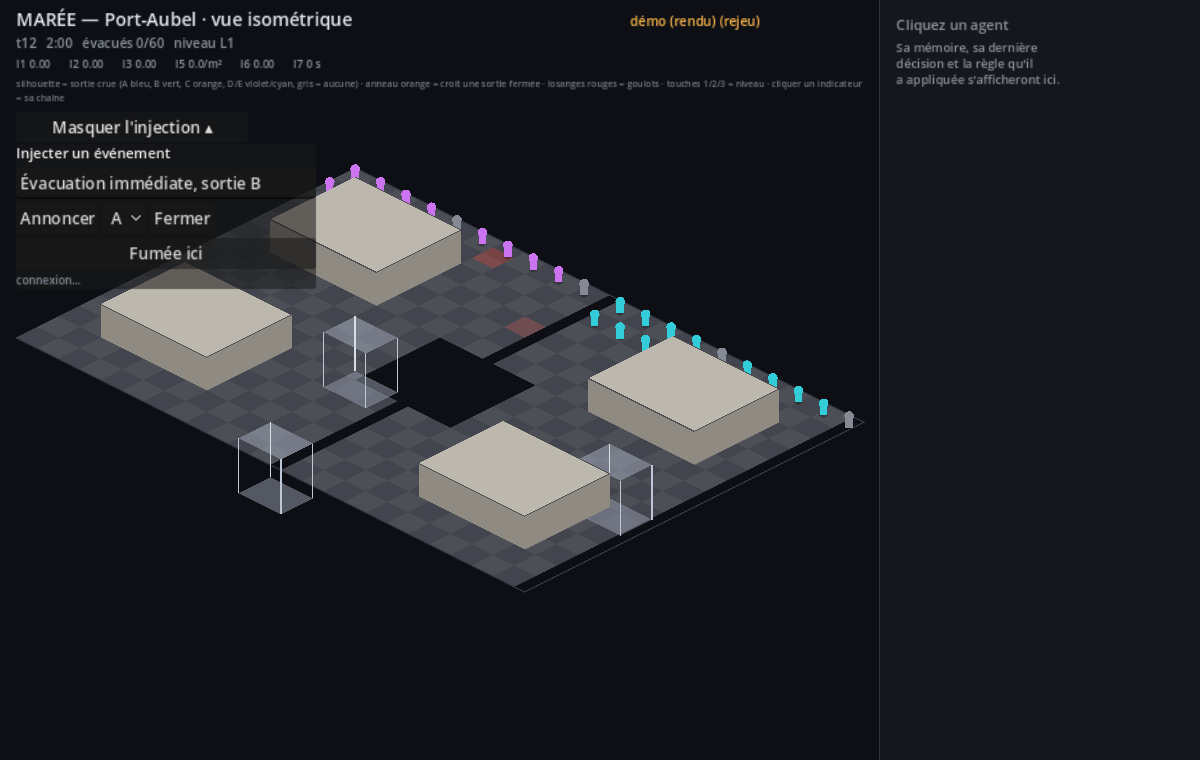 MARÉE — Port-Aubel · vue isométrique
démo (rendu) (rejeu)
t12 2:00 évacués 0/60 niveau L1
I1 0.00 I2 0.00 I3 0.00 I5 0.00/m² I6 0.00 I7 0 s
silhouette = sortie crue (A bleu, B vert, C orange, D/E violet/cyan, gris = aucune) · anneau orange = croit une sortie fermée · losanges rouges = goulots · touches 1/2/3 = niveau · cliquer un indicateur
= sa chaîne
Masquer l'injection ▴
Injecter un événement
Évacuation immédiate, sortie B
Annoncer A Fermer
Fumée ici
connexion...
Cliquez un agent
Sa mémoire, sa dernière
décision et la règle qu'il
a appliquée s'afficheront ici.